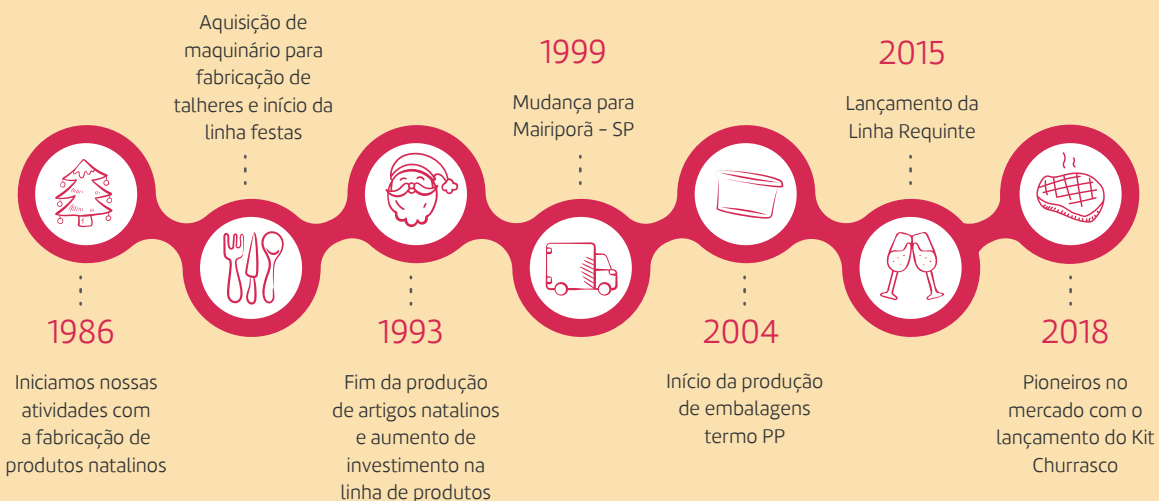 1986
Iniciamos nossas
atividades com
a fabricação de
produtos natalinos
Aquisição de
maquinário para
fabricação de
talheres e início da
linha festas
1993
Fim da produção
de artigos natalinos
e aumento de
investimento na
linha de produtos
1999
Mudança para
Mairiporã - SP
2004
Início da produção
de embalagens
termo PP
2015
Lançamento da
Linha Requinte
2018
Pioneiros no
mercado com o
lançamento do Kit
Churrasco